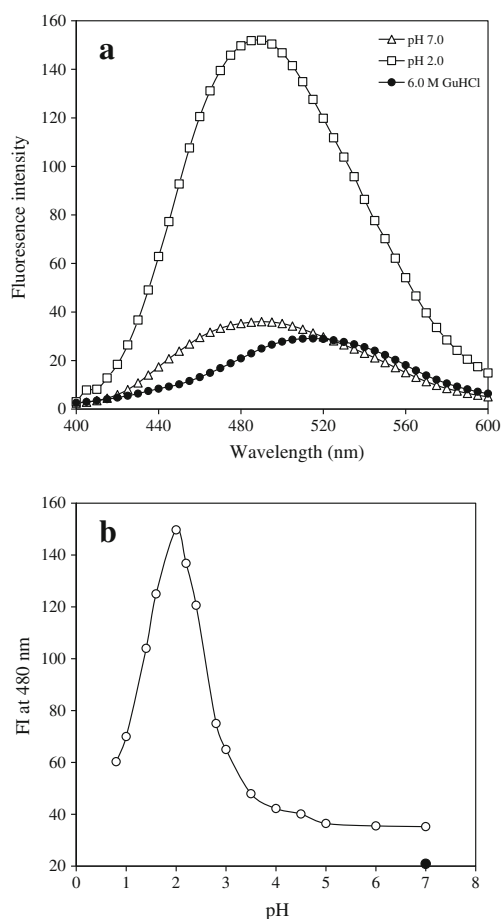 a
pH 7.0
pH 2.0
6.0 M GuHCl
160
140
120
100
80
60
40
20
0
Fluoresence intensity
400 440 480 520 560 600
Wavelength (nm)
b
160
140
120
100
80
60
40
20
FI at 480 nm
0 1 2 3 4 5 6 7 8
pH